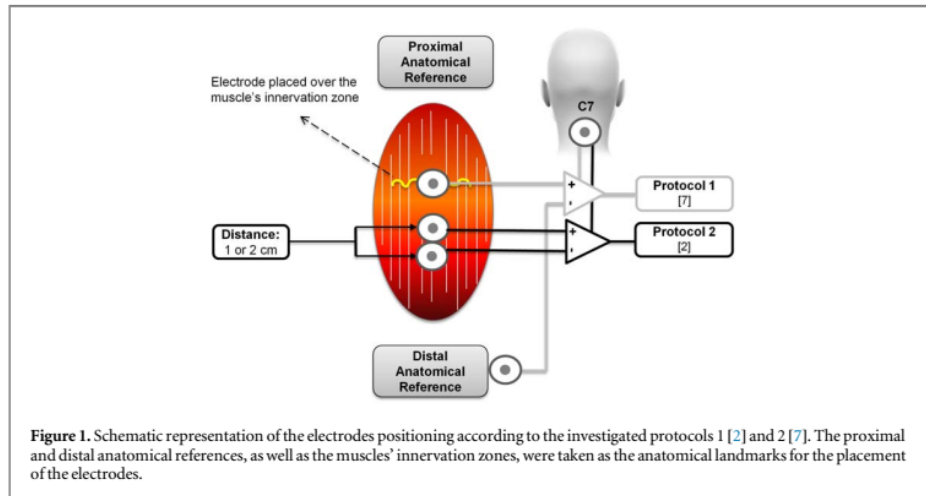 Proximal
Anatomical
Reference
Electrode placed over the
muscle's innervation zone
C7
+
-
Protocol 1
[7]
Distance:
1 or 2 cm
+
-
Protocol 2
[2]
Distal
Anatomical
Reference
Figure 1. Schematic representation of the electrodes positioning according to the investigated protocols 1 [2] and 2 [7]. The proximal
and distal anatomical references, as well as the muscles' innervation zones, were taken as the anatomical landmarks for the placement
of the electrodes.